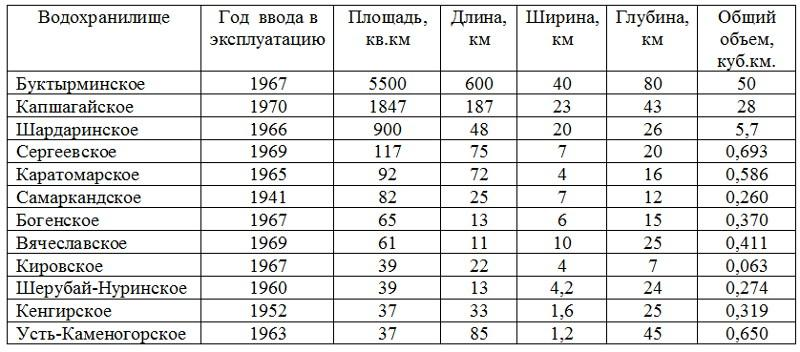 Водохранилище Год ввода в эксплуатацию Площадь, кв.км Длина, км Ширина, км Глубина, км Общий объем, куб.км.
Буктырминское 1967 5500 600 40 80 50
Капшагайское 1970 1847 187 23 43 28
Шардаринское 1966 900 48 20 26 5,7
Сергеевское 1969 117 75 7 20 0,693
Каратомарское 1965 92 72 4 16 0,586
Самаркандское 1941 82 25 7 12 0,260
Богенское 1967 65 13 6 15 0,370
Вячеславское 1969 61 11 10 25 0,411
Кировское 1967 39 22 4 7 0,063
Шерубай-Нуринское 1960 39 13 4,2 24 0,274
Кенгирское 1952 37 33 1,6 25 0,319
Усть-Каменогорское 1963 37 85 1,2 45 0,650